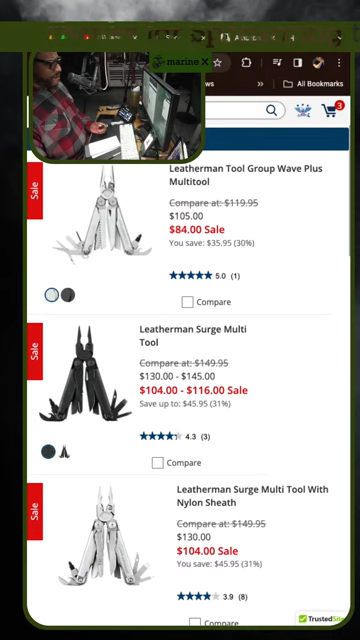 marine X
All Bookmarks
3
Sale
Leatherman Tool Group Wave Plus
Multitool
Compare at: $119.95
$105.00
$84.00 Sale
You save: $35.95 (30%)
5.0 (1)
Compare
Sale
Leatherman Surge Multi
Tool
Compare at: $149.95
$130.00 - $145.00
$104.00 - $116.00 Sale
Save up to: $45.95 (31%)
4.3 (3)
Compare
Sale
Leatherman Surge Multi Tool With
Nylon Sheath
Compare at: $149.95
$130.00
$104.00 Sale
You save: $45.95 (31%)
3.9 (8)
Compare
TrustedSite